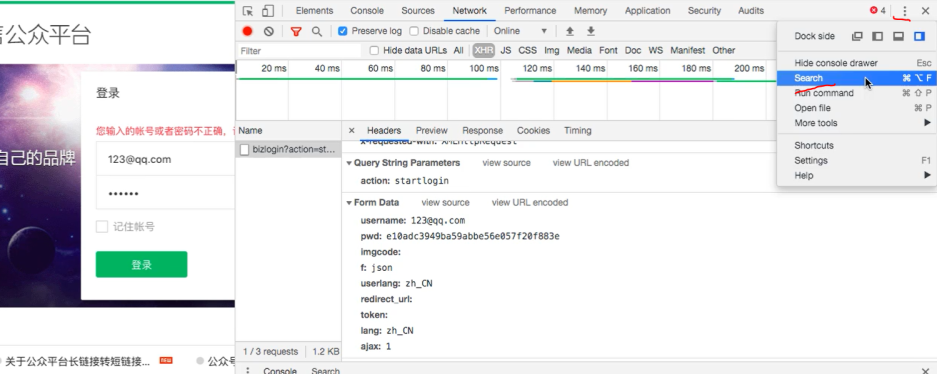 言公众平台
登录
您输入的帐号或者密码不正确，
自己的品牌
123@qq.com
••••••
记住帐号
登录
关于公众平台长链接转短链接...
公众号
Elements Console Sources Network Performance Memory Application Security Audits 4
Preserve log Disable cache Online
Filter Hide data URLs All XHR JS CSS Img Media Font Doc WS Manifest Other
20 ms 40 ms 60 ms 80 ms 100 ms 120 ms 140 ms 160 ms 180 ms 200 ms
Name × Headers Preview Response Cookies Timing
bizlogin?action=st...
x-requested-with: XMLHttpRequest
Query String Parameters view source view URL encoded
action: startlogin
Form Data view source view URL encoded
username: 123@qq.com
pwd: e10adc3949ba59abbe56e057f20f883e
imgcode:
f: json
userlang: zh_CN
redirect_url:
token:
lang: zh_CN
ajax: 1
1 / 3 requests 1.2 KB
Console Search
Dock side
Hide console drawer Esc
Search ⌘ ⌥ F
Run command ⌘ ⇧ P
Open file ⌘ P
More tools
Shortcuts
Settings F1
Help